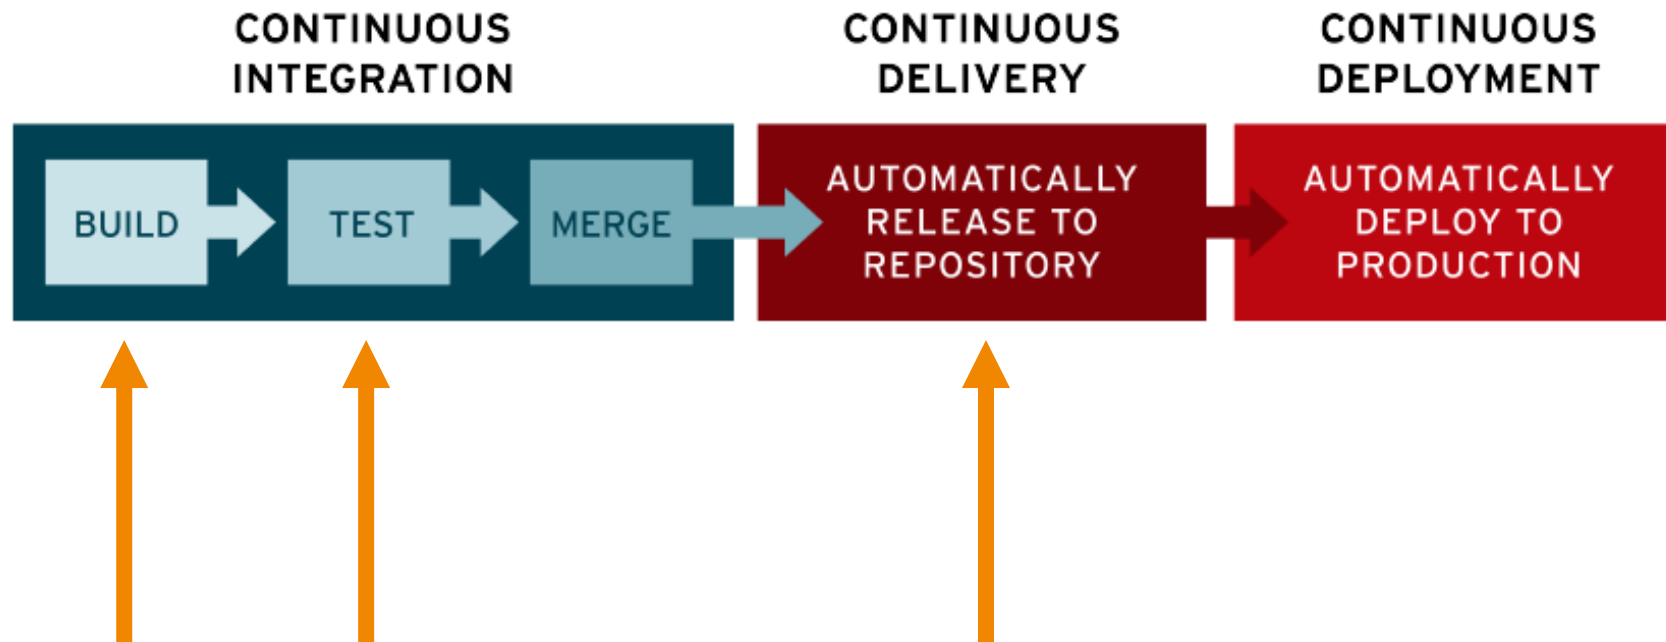 CONTINUOUS
INTEGRATION
CONTINUOUS
DELIVERY
CONTINUOUS
DEPLOYMENT
BUILD
TEST
MERGE
AUTOMATICALLY
RELEASE TO
REPOSITORY
AUTOMATICALLY
DEPLOY TO
PRODUCTION